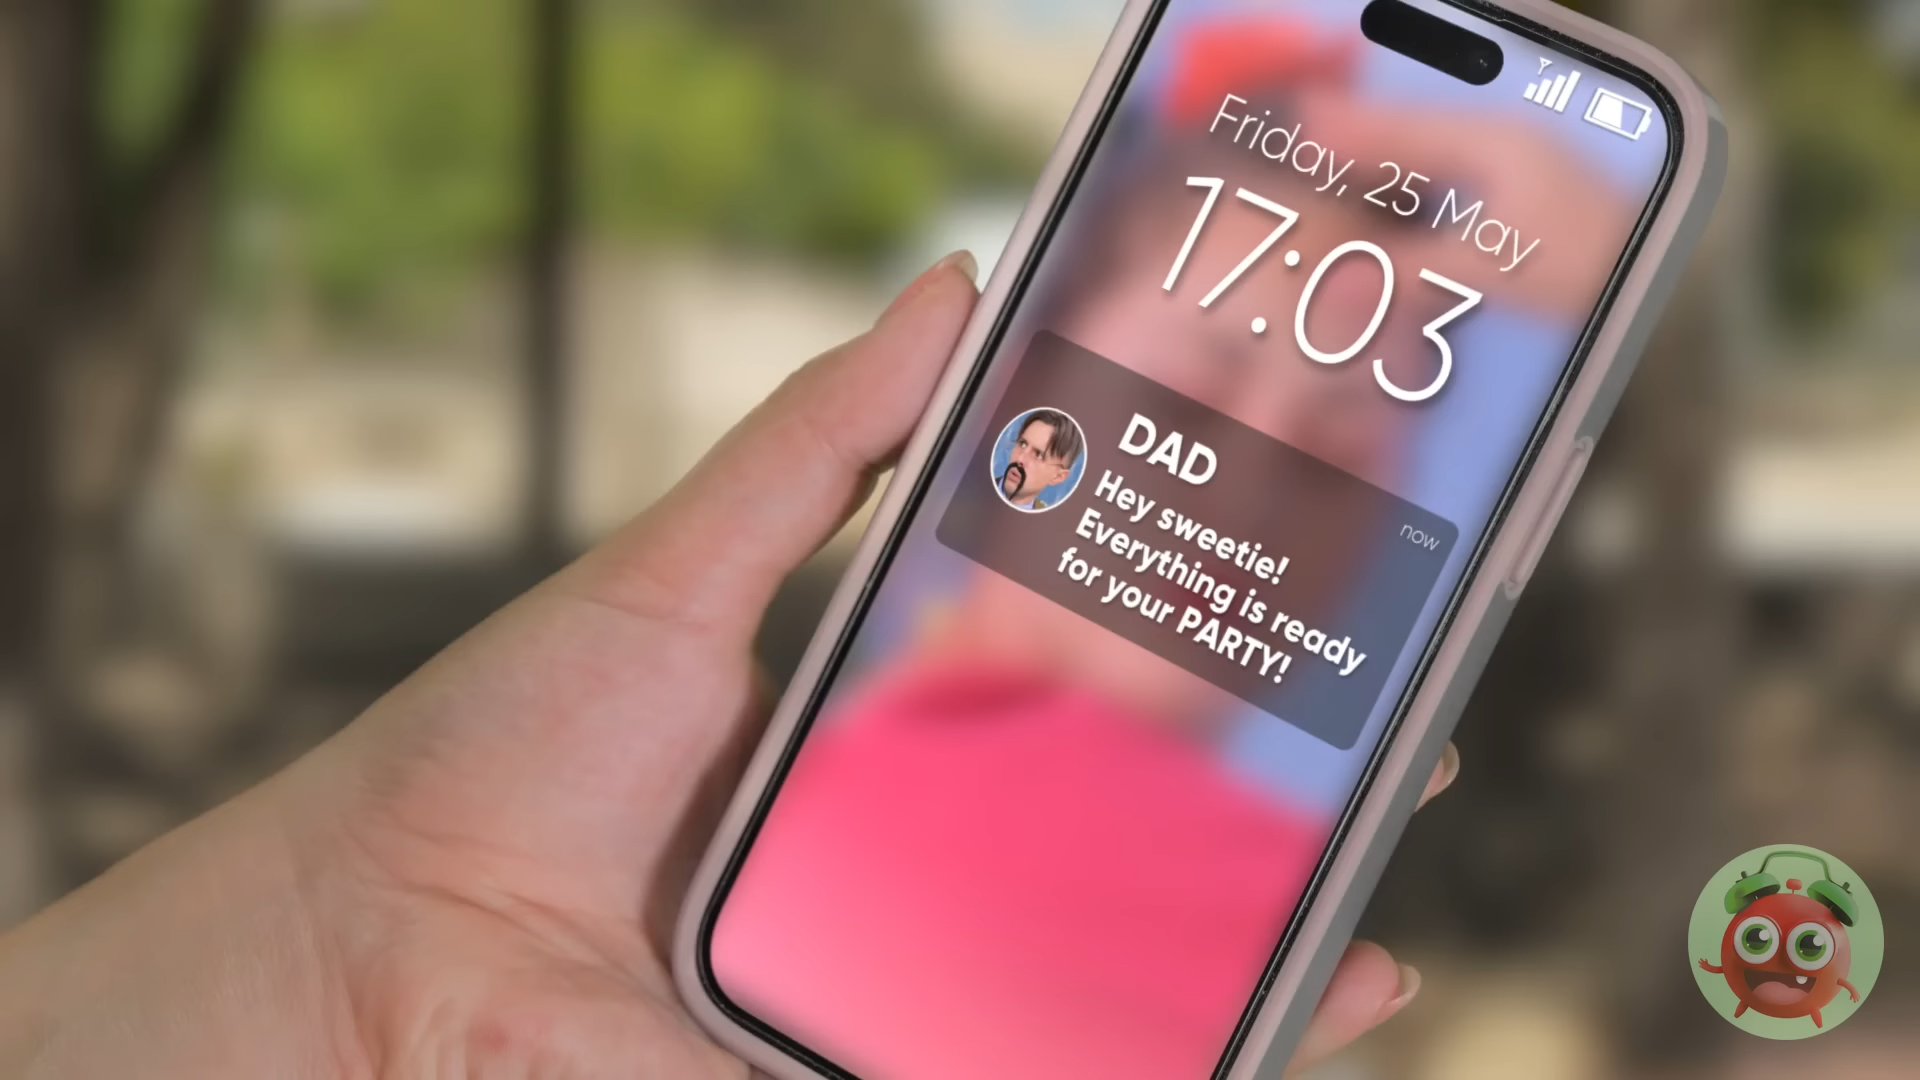 Friday, 25 May
17:03
DAD
now
Hey sweetie!
Everything is ready
for your PARTY!